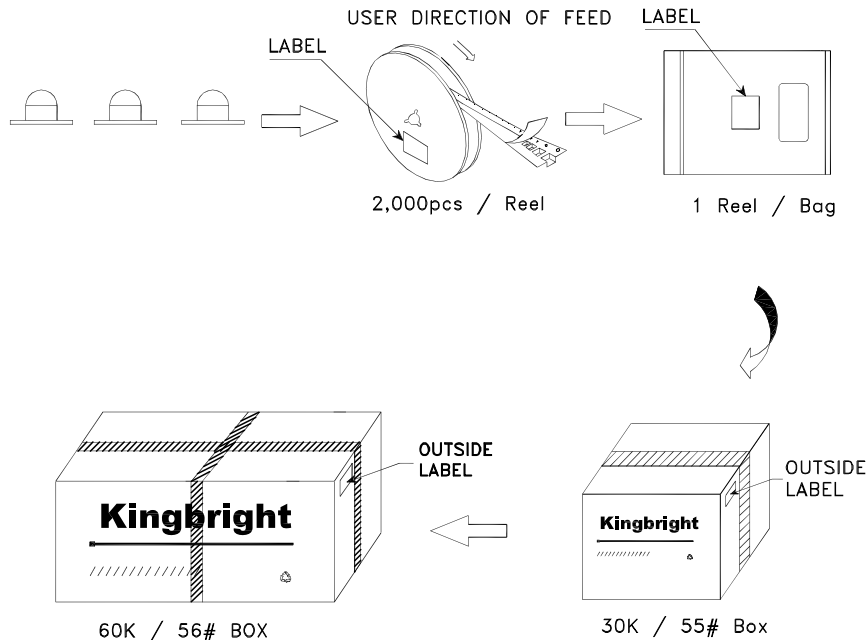 USER DIRECTION OF FEED
LABEL
LABEL
2,000pcs / Reel
1 Reel / Bag
OUTSIDE
LABEL
OUTSIDE
LABEL
Kingbright
Kingbright
60K / 56# BOX
30K / 55# Box